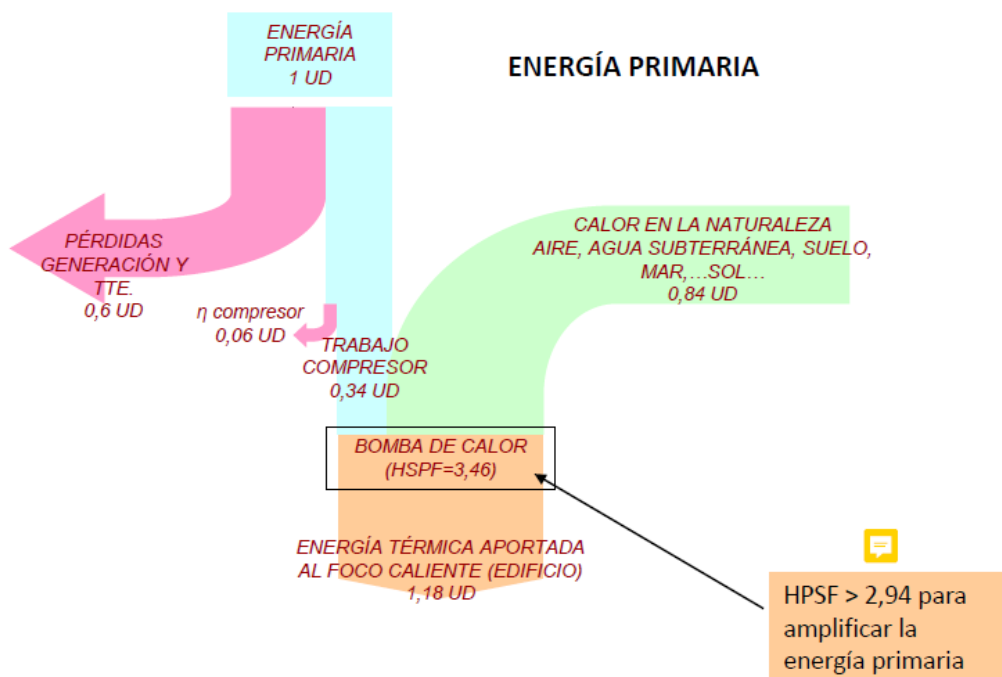 ENERGÍA
PRIMARIA
1 UD
ENERGÍA PRIMARIA
CALOR EN LA NATURALEZA
AIRE, AGUA SUBTERRÁNEA, SUELO,
MAR,...SOL...
0,84 UD
PÉRDIDAS
GENERACIÓN Y
TTE.
0,6 UD
η compresor
0,06 UD
TRABAJO
COMPRESOR
0,34 UD
BOMBA DE CALOR
(HSPF=3,46)
ENERGÍA TÉRMICA APORTADA
AL FOCO CALIENTE (EDIFICIO)
1,18 UD
HPSF > 2,94 para
amplificar la
energía primaria